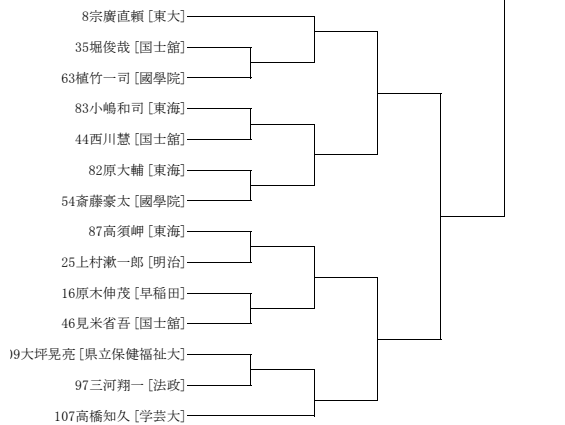 8宗廣直頼［東大］
35堀俊哉［国士舘］
63植竹一司［國學院］
83小嶋和司［東海］
44西川慧［国士舘］
82原大輔［東海］
54斎藤豪太［國學院］
87高須岬［東海］
25上村漱一郎［明治］
16原木伸茂［早稲田］
46見米省吾［国士舘］
09大坪晃亮［県立保健福祉大］
97三河翔一［法政］
107高橋知久［学芸大］